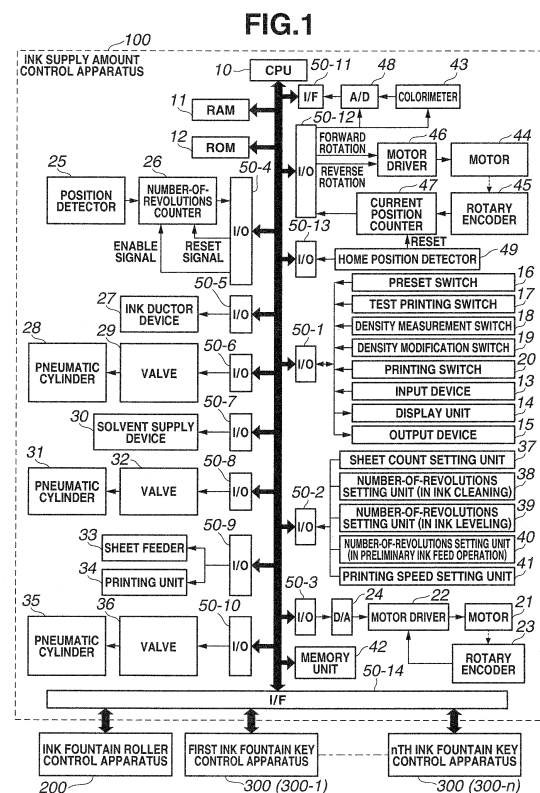 FIG.1
100
INK SUPPLY AMOUNT
CONTROL APPARATUS
10
CPU
50-11
I/F
48
A/D
43
COLORIMETER
11
RAM
12
ROM
50-12
I/O
FORWARD
ROTATION
REVERSE
ROTATION
46
MOTOR
DRIVER
44
MOTOR
47
CURRENT
POSITION
COUNTER
45
ROTARY
ENCODER
RESET
25
POSITION
DETECTOR
26
NUMBER-OF-
REVOLUTIONS
COUNTER
50-4
I/O
ENABLE
SIGNAL
RESET
SIGNAL
50-13
I/O
HOME POSITION DETECTOR
49
27
INK DUCTOR
DEVICE
50-5
I/O
28
PNEUMATIC
CYLINDER
29
VALVE
50-6
I/O
30
SOLVENT SUPPLY
DEVICE
50-7
I/O
31
PNEUMATIC
CYLINDER
32
VALVE
50-8
I/O
33
SHEET FEEDER
34
PRINTING UNIT
50-9
I/O
35
PNEUMATIC
CYLINDER
36
VALVE
50-10
I/O
50-1
I/O
PRESET SWITCH
16
TEST PRINTING SWITCH
17
DENSITY MEASUREMENT SWITCH
18
DENSITY MODIFICATION SWITCH
19
PRINTING SWITCH
20
INPUT DEVICE
13
DISPLAY UNIT
14
OUTPUT DEVICE
15
50-2
I/O
SHEET COUNT SETTING UNIT
37
NUMBER-OF-REVOLUTIONS
SETTING UNIT (IN INK CLEANING)
38
NUMBER-OF-REVOLUTIONS
SETTING UNIT (IN INK LEVELING)
39
NUMBER-OF-REVOLUTIONS SETTING UNIT
(IN PRELIMINARY INK FEED OPERATION)
40
PRINTING SPEED SETTING UNIT
41
50-3
I/O
24
D/A
22
MOTOR DRIVER
21
MOTOR
23
ROTARY
ENCODER
42
MEMORY
UNIT
50-14
I/F
INK FOUNTAIN ROLLER
CONTROL APPARATUS
200
FIRST INK FOUNTAIN KEY
CONTROL APPARATUS
300 (300-1)
nTH INK FOUNTAIN KEY
CONTROL APPARATUS
300 (300-n)